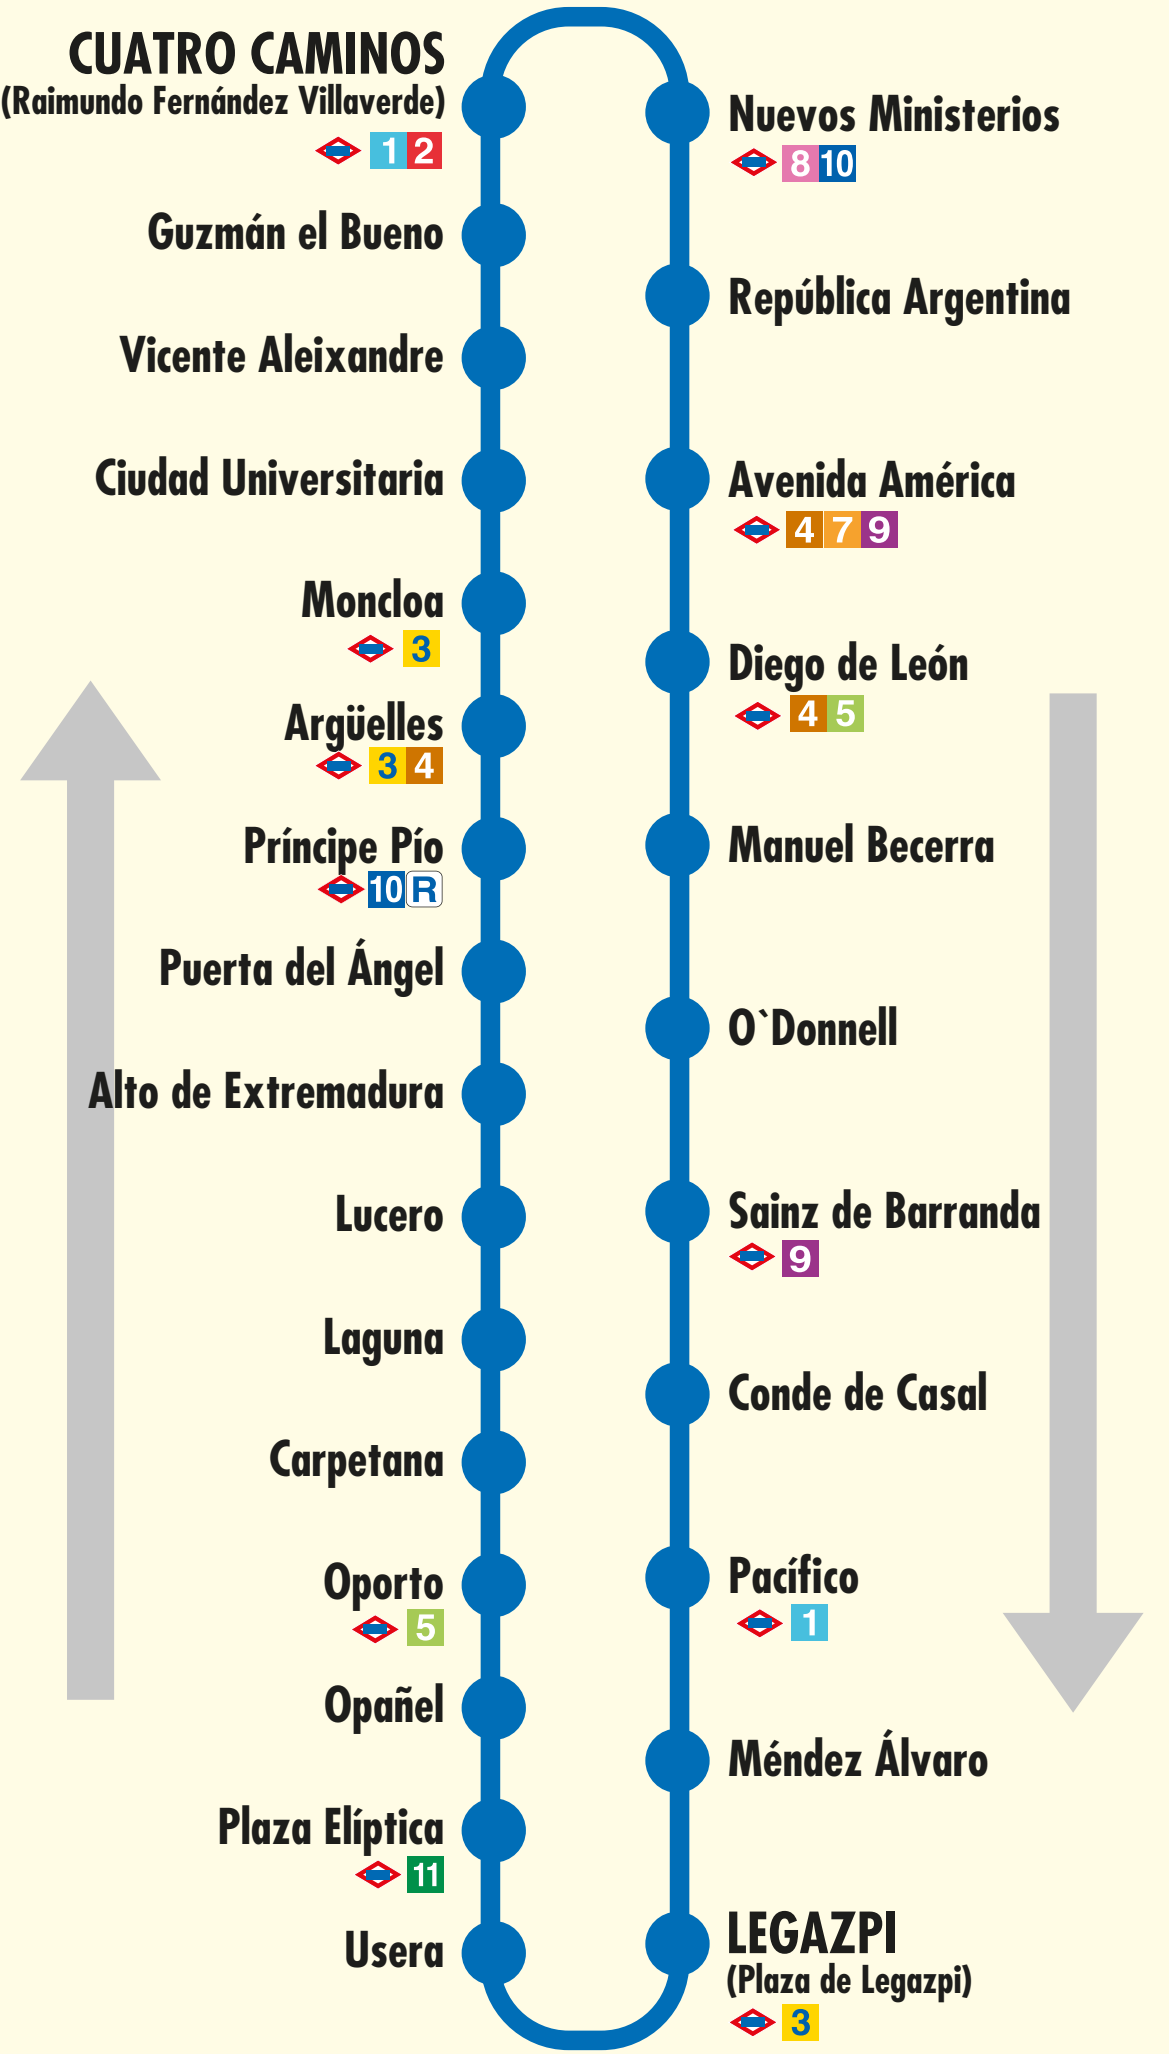 CUATRO CAMINOS
(Raimundo Fernández Villaverde)
1 2
Guzmán el Bueno
Vicente Aleixandre
Ciudad Universitaria
Moncloa
3
Argüelles
3 4
Príncipe Pío
10 R
Puerta del Ángel
Alto de Extremadura
Lucero
Laguna
Carpetana
Oporto
5
Opañel
Plaza Elíptica
11
Usera
Nuevos Ministerios
8 10
República Argentina
Avenida América
4 7 9
Diego de León
4 5
Manuel Becerra
O`Donnell
Sainz de Barranda
9
Conde de Casal
Pacífico
1
Méndez Álvaro
LEGAZPI
(Plaza de Legazpi)
3